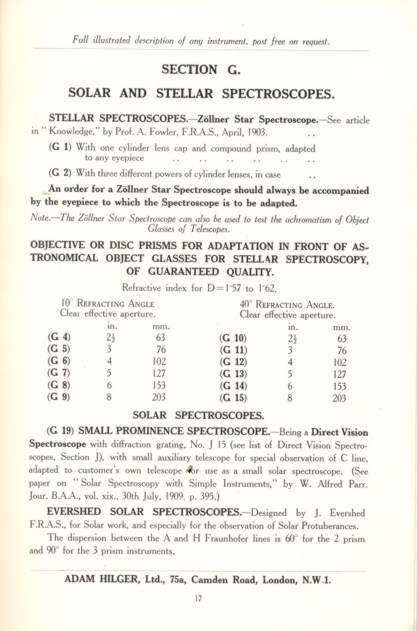 Full illustrated description of any instrument, post free on request.
SECTION G.
SOLAR AND STELLAR SPECTROSCOPES.
STELLAR SPECTROSCOPES.—Zöllner Star Spectroscope.—See article
in "Knowledge," by Prof. A. Fowler, F.R.A.S., April, 1903. ..
(G 1) With one cylinder lens cap and compound prism, adapted
to any eyepiece .. .. .. .. .. ..
(G 2) With three different powers of cylinder lenses, in case ..
An order for a Zöllner Star Spectroscope should always be accompanied
by the eyepiece to which the Spectroscope is to be adapted.
Note.—The Zöllner Star Spectroscope can also be used to test the achromatism of Object
Glasses of Telescopes.
OBJECTIVE OR DISC PRISMS FOR ADAPTATION IN FRONT OF AS-
TRONOMICAL OBJECT GLASSES FOR STELLAR SPECTROSCOPY,
OF GUARANTEED QUALITY.
Refractive index for D=1·57 to 1·62.
10° Refracting Angle 40° Refracting Angle.
Clear effective aperture. Clear effective aperture.
in. mm. in. mm.
(G 4) 2½ 63 (G 10) 2½ 63
(G 5) 3 76 (G 11) 3 76
(G 6) 4 102 (G 12) 4 102
(G 7) 5 127 (G 13) 5 127
(G 8) 6 153 (G 14) 6 153
(G 9) 8 203 (G 15) 8 203
SOLAR SPECTROSCOPES.
(G 19) SMALL PROMINENCE SPECTROSCOPE.—Being a Direct Vision
Spectroscope with diffraction grating, No. J 15 (see list of Direct Vision Spectro-
scopes, Section J), with small auxiliary telescope for special observation of C line,
adapted to customer's own telescope or use as a small solar spectroscope. (See
paper on "Solar Spectroscopy with Simple Instruments," by W. Alfred Parr.
Jour. B.A.A., vol. xix., 30th July, 1909, p. 395.)
EVERSHED SOLAR SPECTROSCOPES.—Designed by J. Evershed
F.R.A.S., for Solar work, and especially for the observation of Solar Protuberances.
The dispersion between the A and H Fraunhofer lines is 60° for the 2 prism
and 90° for the 3 prism instruments.
ADAM HILGER, Ltd., 75a, Camden Road, London, N.W.1.
17